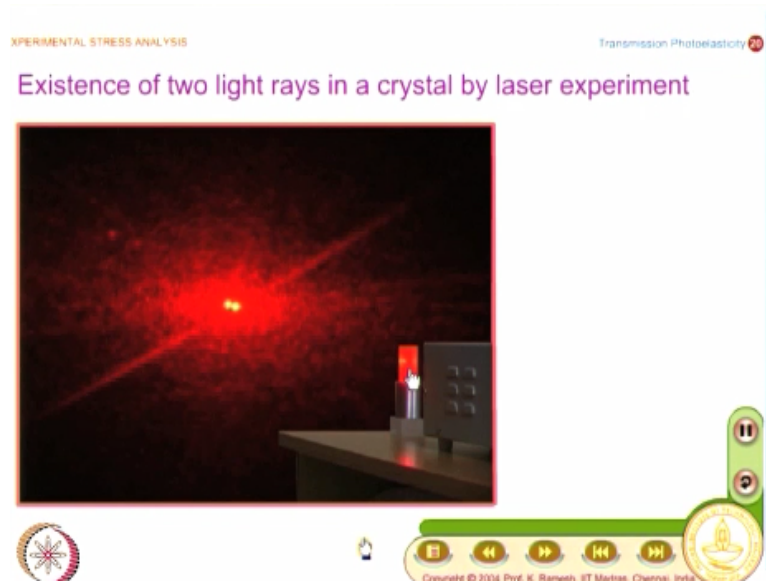 XPERIMENTAL STRESS ANALYSIS
Transmission Photoelasticity 20
Existence of two light rays in a crystal by laser experiment
Copyright © 2004 Prof. K. Ramesh, IIT Madras, Chennai, India